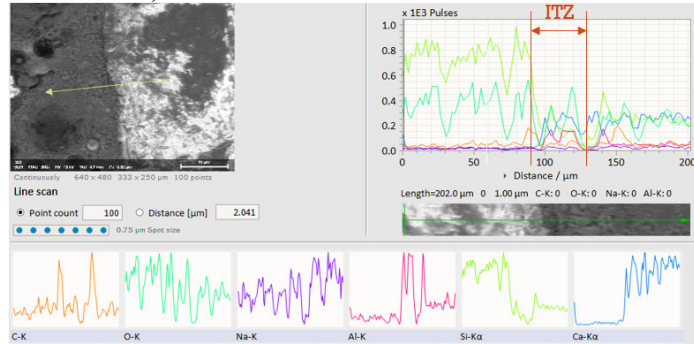 x 1E3 Pulses
ITZ
1.0
0.8
0.6
0.4
0.2
0.0
0 50 100 150 200
Distance / µm
Continuously 640 x 480 333 x 250 µm 100 points
Line scan
Point count 100 Distance [µm] 2.041
0.75 µm Spot size
Length=202.0 µm 0 1.00 µm C-K: 0 O-K: 0 Na-K: 0 Al-K: 0
C-K O-K Na-K Al-K Si-Kα Ca-Kα